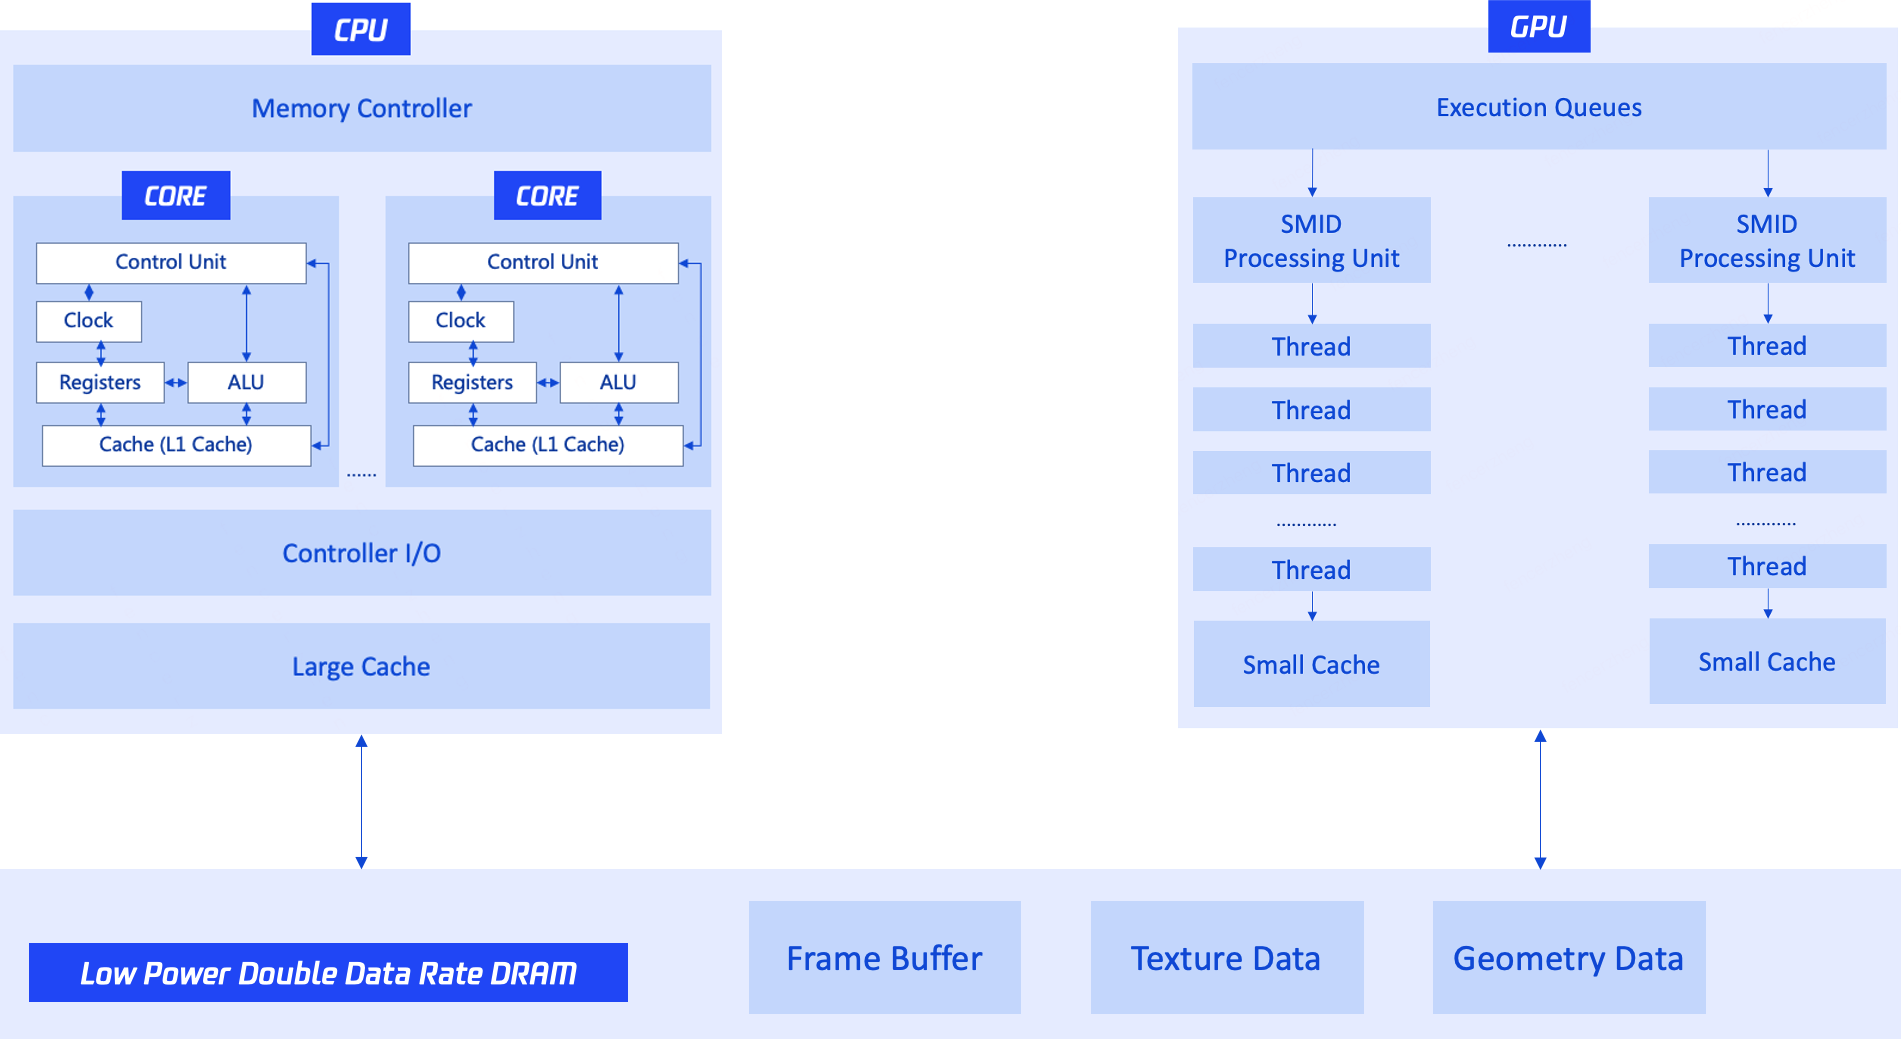 CPU
Memory Controller
CORE
Control Unit
Clock
Registers
ALU
Cache (L1 Cache)
......
CORE
Control Unit
Clock
Registers
ALU
Cache (L1 Cache)
Controller I/O
Large Cache
GPU
Execution Queues
SMID
Processing Unit
Thread
Thread
Thread
............
Thread
Small Cache
............
SMID
Processing Unit
Thread
Thread
Thread
............
Thread
Small Cache
Low Power Double Data Rate DRAM
Frame Buffer
Texture Data
Geometry Data